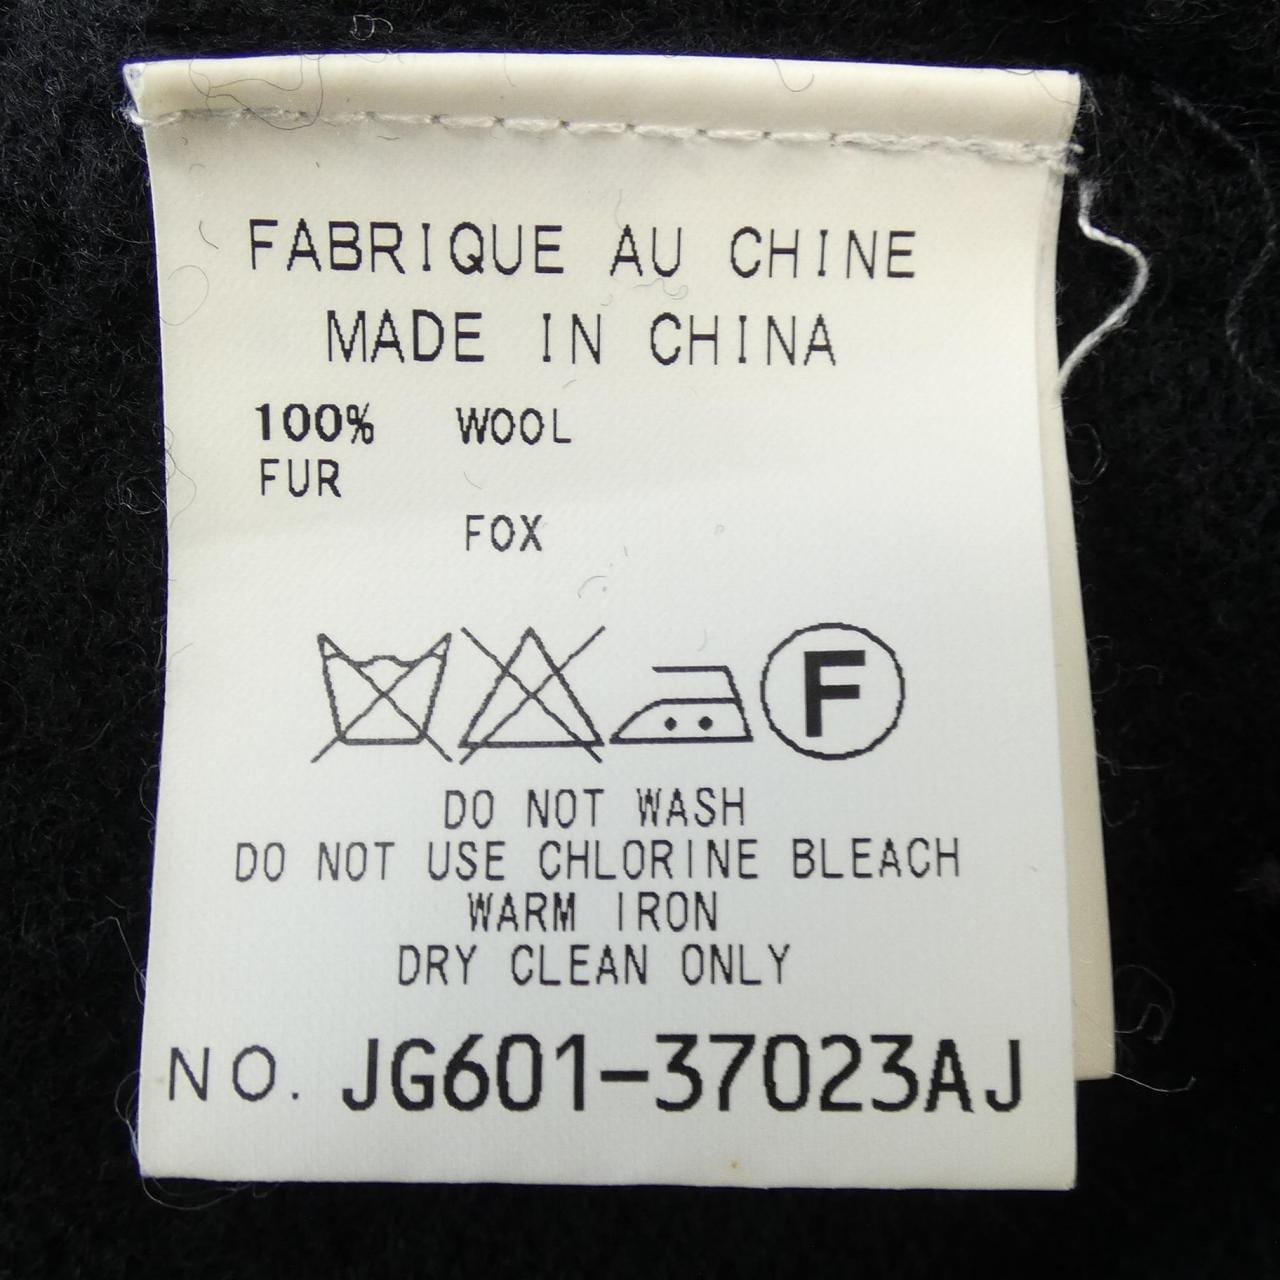 FABRIQUE AU CHINE
MADE IN CHINA
100% WOOL
FUR
FOX
F
DO NOT WASH
DO NOT USE CHLORINE BLEACH
WARM IRON
DRY CLEAN ONLY
NO. JG601-37023AJ